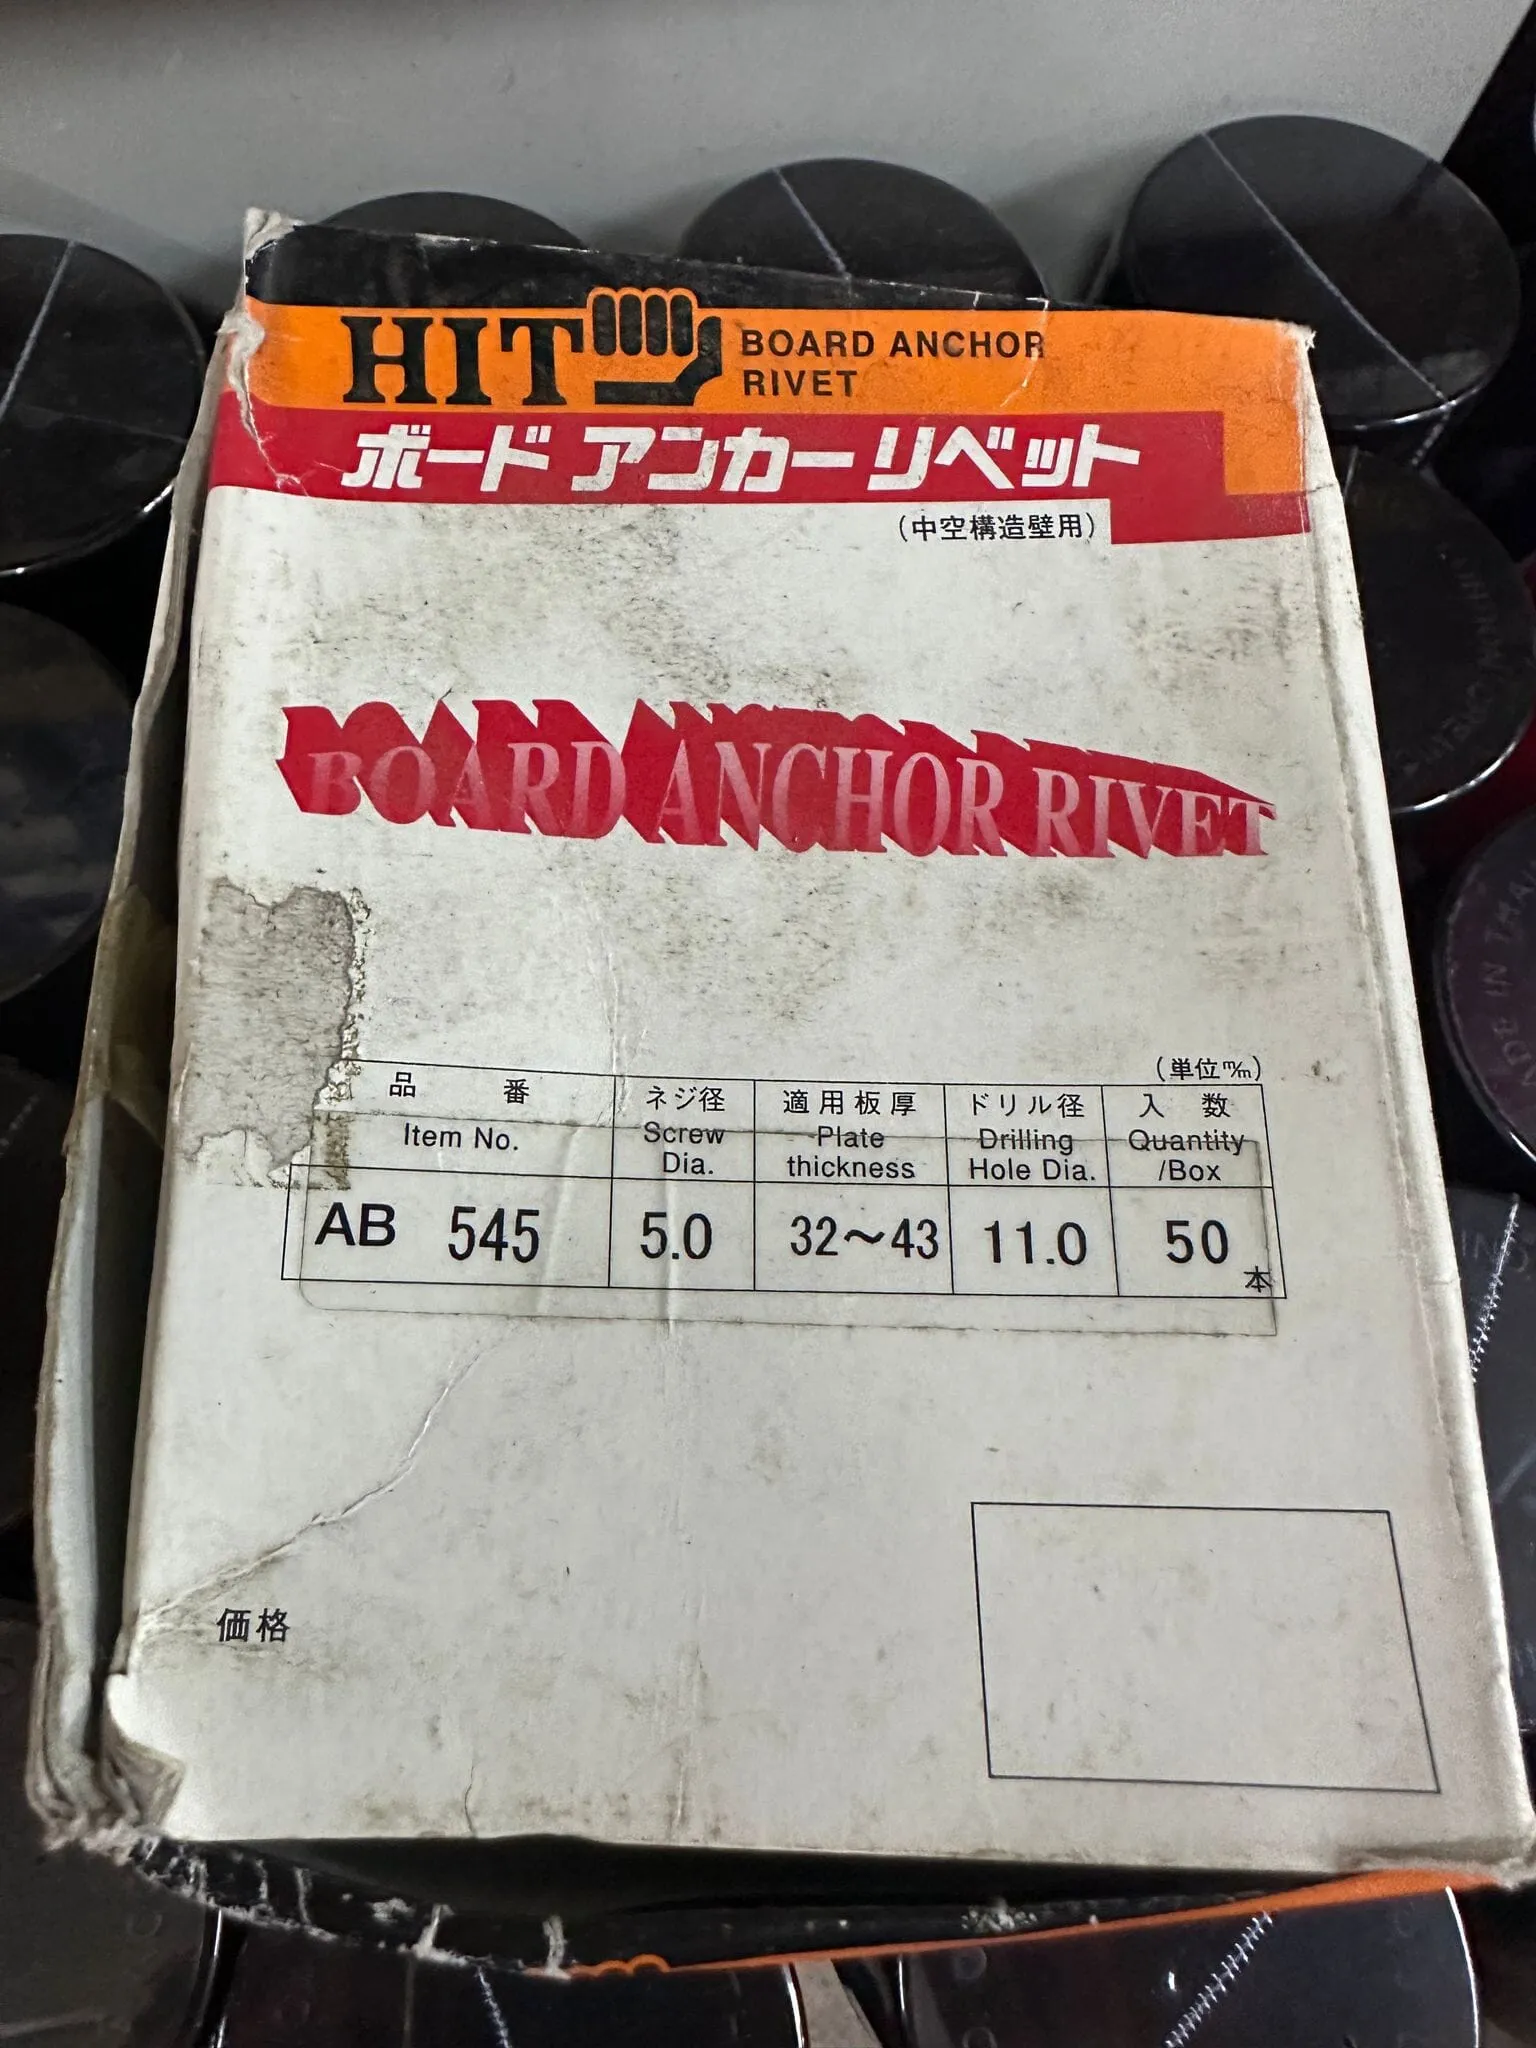 HIT BOARD ANCHOR
RIVET
ボード アンカー リベット
(中空構造壁用)
BOARD ANCHOR RIVET
(単位㎜)
品番 ネジ径 適用板厚 ドリル径 入数
Item No. Screw Dia. Plate thickness Drilling Hole Dia. Quantity /Box
AB 545 5.0 32～43 11.0 50本
価格